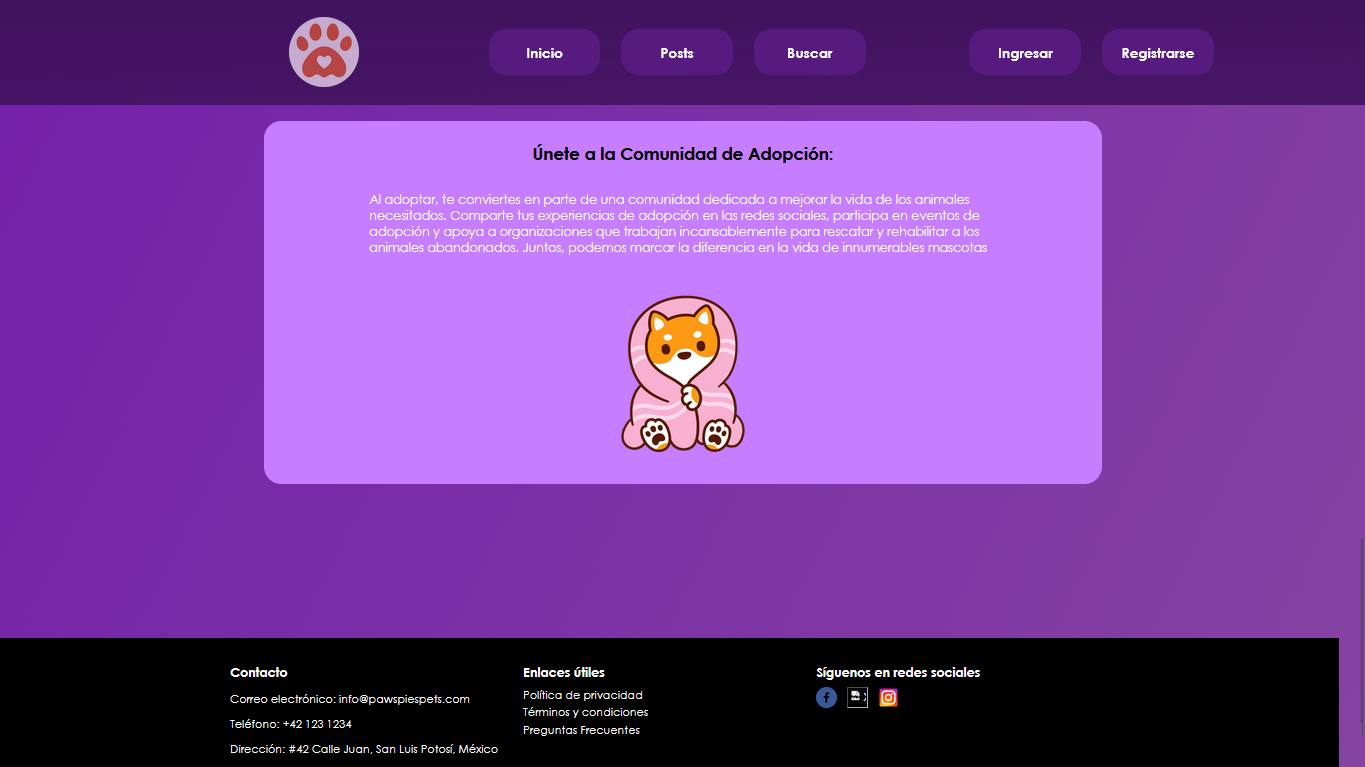 Inicio
Posts
Buscar
Ingresar
Registrarse
Únete a la Comunidad de Adopción:
Al adoptar, te conviertes en parte de una comunidad dedicada a mejorar la vida de los animales
necesitados. Comparte tus experiencias de adopción en las redes sociales, participa en eventos de
adopción y apoya a organizaciones que trabajan incansablemente para rescatar y rehabilitar a los
animales abandonados. Juntos, podemos marcar la diferencia en la vida de innumerables mascotas
Contacto
Correo electrónico: info@pawspiespets.com
Teléfono: +42 123 1234
Dirección: #42 Calle Juan, San Luis Potosí, México
Enlaces útiles
Política de privacidad
Términos y condiciones
Preguntas Frecuentes
Síguenos en redes sociales